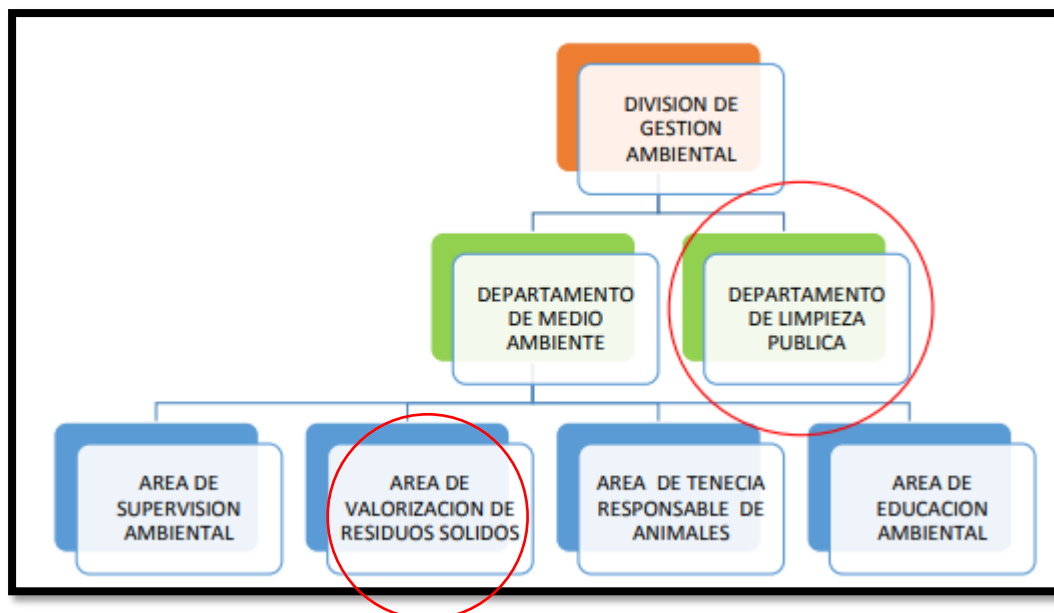 DIVISION DE
GESTION
AMBIENTAL
DEPARTAMENTO
DE MEDIO
AMBIENTE
DEPARTAMENTO
DE LIMPIEZA
PUBLICA
AREA DE
SUPERVISION
AMBIENTAL
AREA DE
VALORIZACION DE
RESIDUOS SOLIDOS
AREA DE TENECIA
RESPONSABLE DE
ANIMALES
AREA DE
EDUCACION
AMBIENTAL